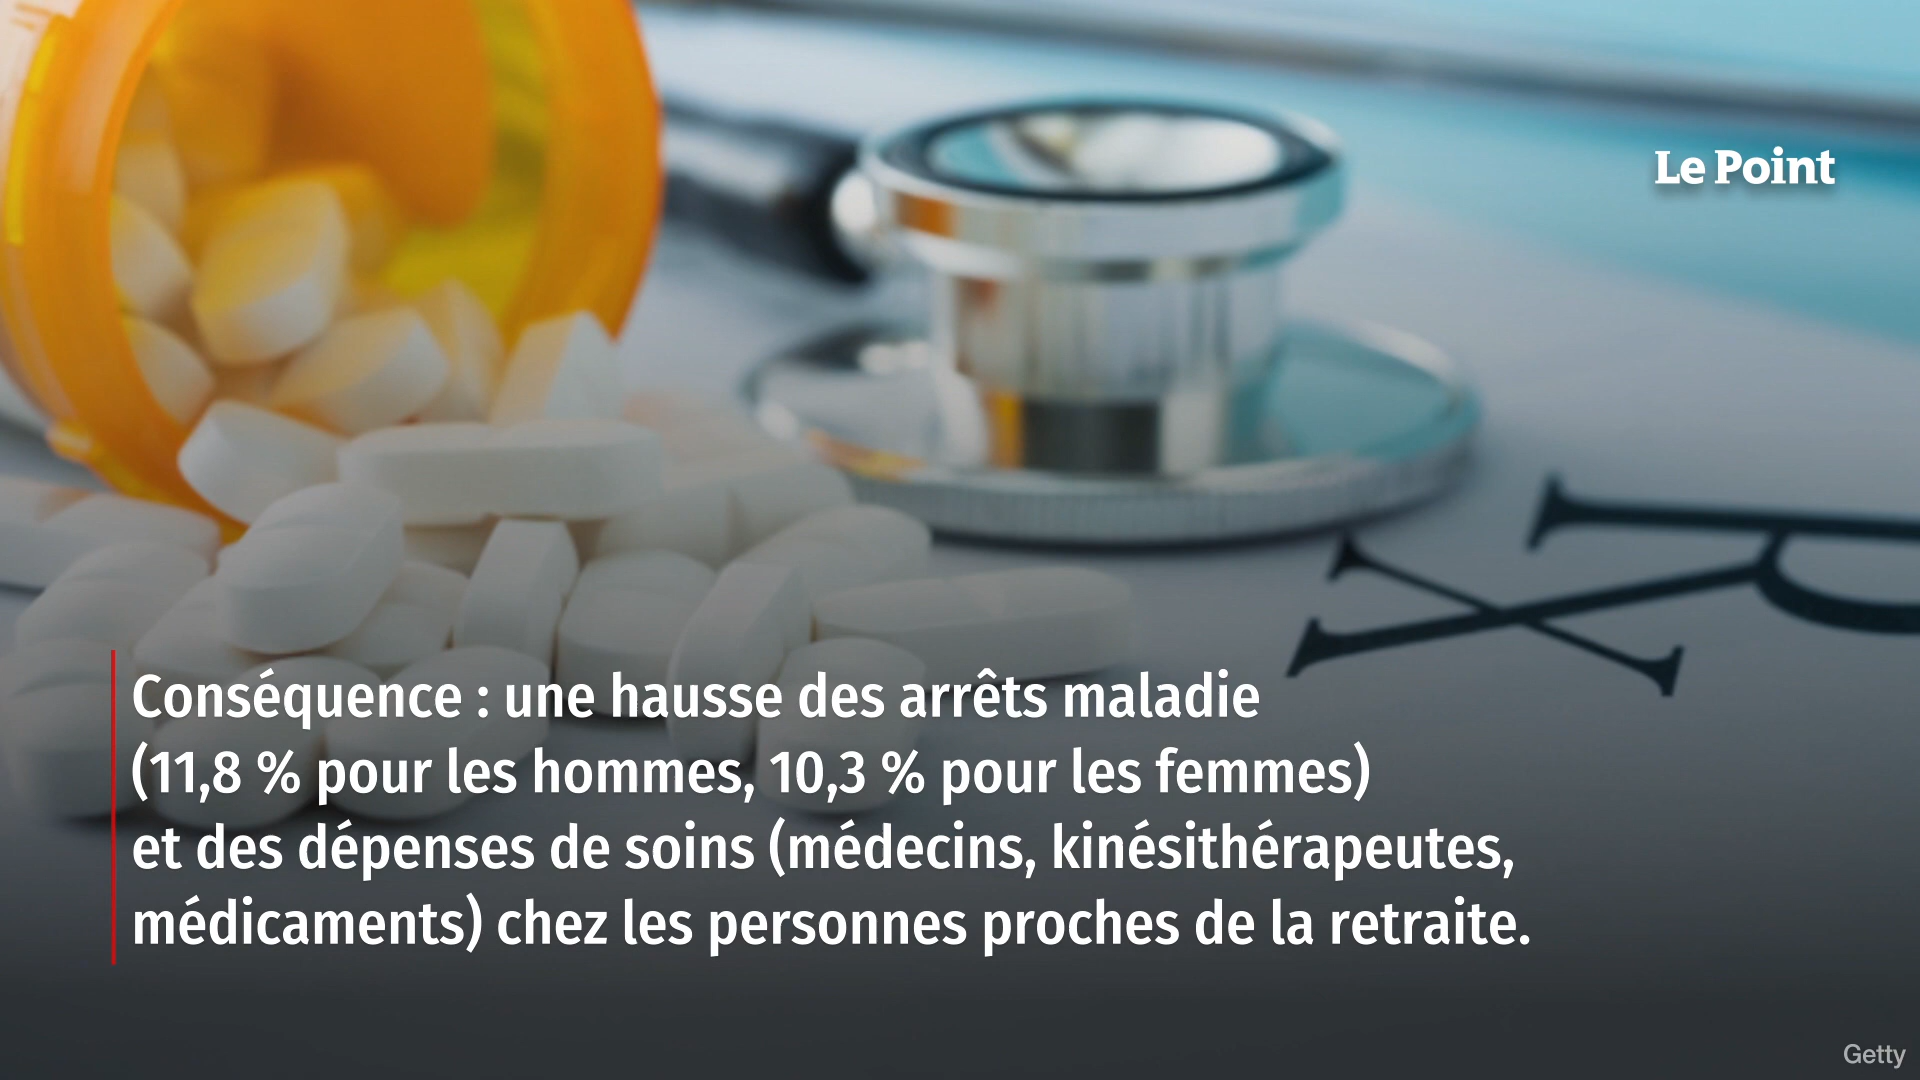 Le Point
RX
Conséquence : une hausse des arrêts maladie
(11,8 % pour les hommes, 10,3 % pour les femmes)
et des dépenses de soins (médecins, kinésithérapeutes,
médicaments) chez les personnes proches de la retraite.
Getty